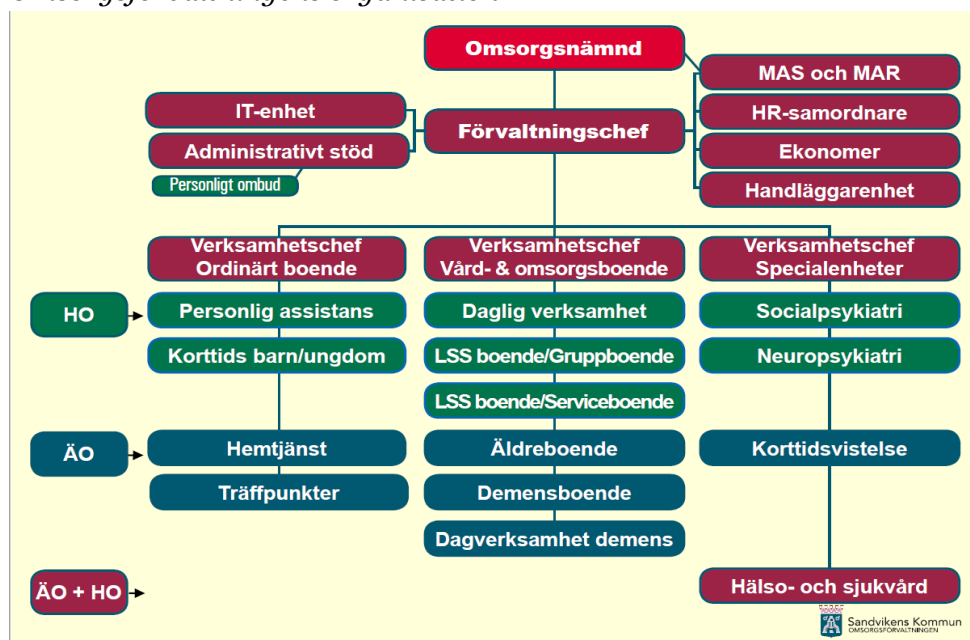 Omsorgsnämnd
MAS och MAR
IT-enhet
HR-samordnare
Förvaltningschef
Administrativt stöd
Ekonomer
Personligt ombud
Handläggarenhet
Verksamhetschef
Ordinärt boende
Verksamhetschef
Vård- & omsorgsboende
Verksamhetschef
Specialenheter
HO
Personlig assistans
Daglig verksamhet
Socialpsykiatri
Korttids barn/ungdom
LSS boende/Gruppboende
Neuropsykiatri
LSS boende/Serviceboende
ÄO
Hemtjänst
Äldreboende
Korttidsvistelse
Träffpunkter
Demensboende
Dagverksamhet demens
ÄO + HO
Hälso- och sjukvård
Sandvikens Kommun
OMSORGSFÖRVALTNINGEN